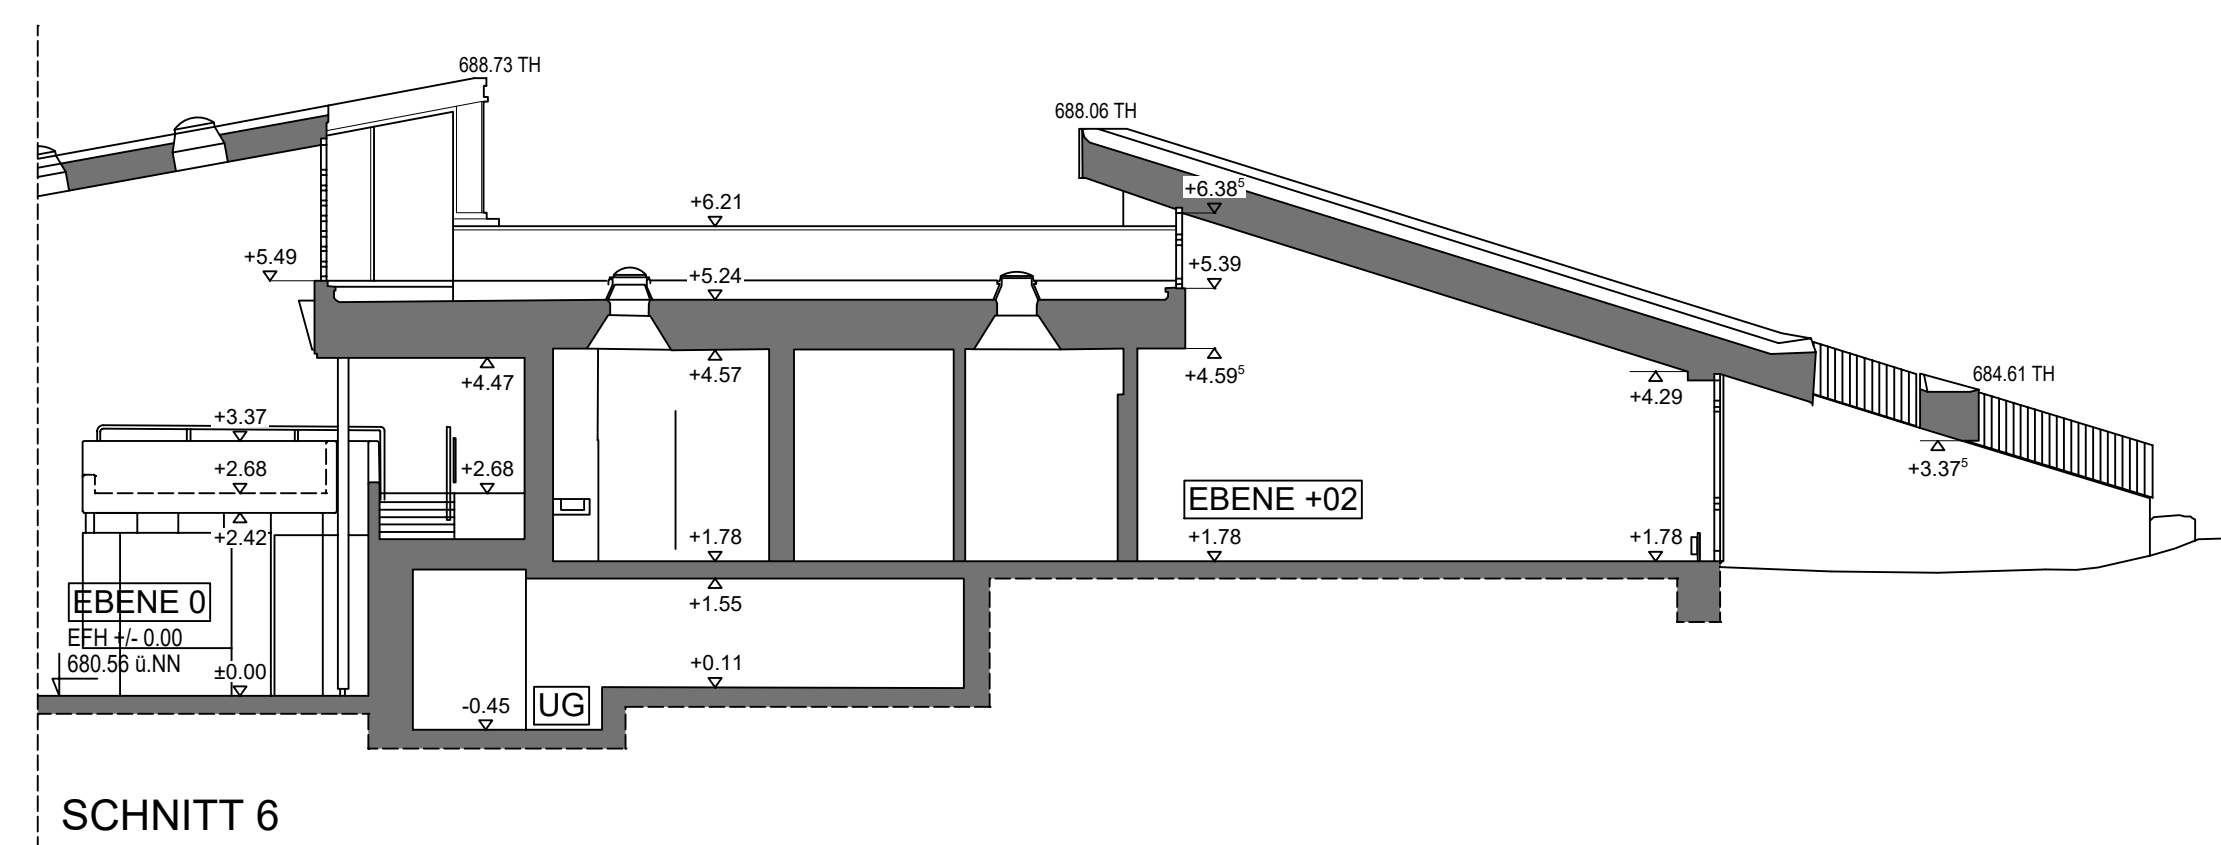 688.73 TH
688.06 TH
+6.38⁵
+6.21
+5.49
+5.24
+5.39
+4.47
+4.57
+4.59⁵
+4.29
684.61 TH
+3.37
+2.68
+2.68
+3.37⁵
EBENE +02
+2.42
+1.78
+1.78
+1.78
EBENE 0
+1.55
EFH +/- 0.00
680.56 ü.NN
±0.00
+0.11
-0.45
UG
SCHNITT 6